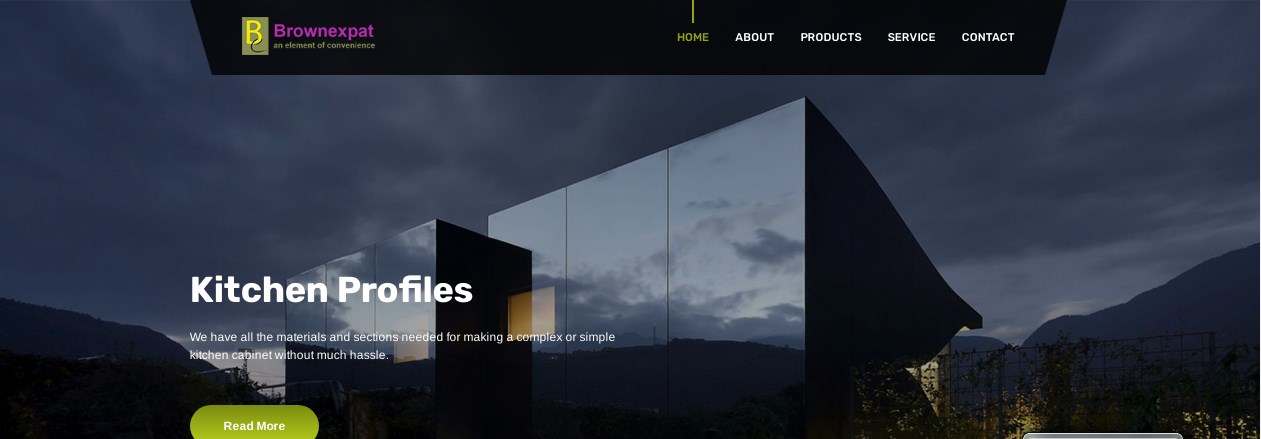 B Brownexpat
an element of convenience
HOME ABOUT PRODUCTS SERVICE CONTACT
Kitchen Profiles
We have all the materials and sections needed for making a complex or simple
kitchen cabinet without much hassle.
Read More